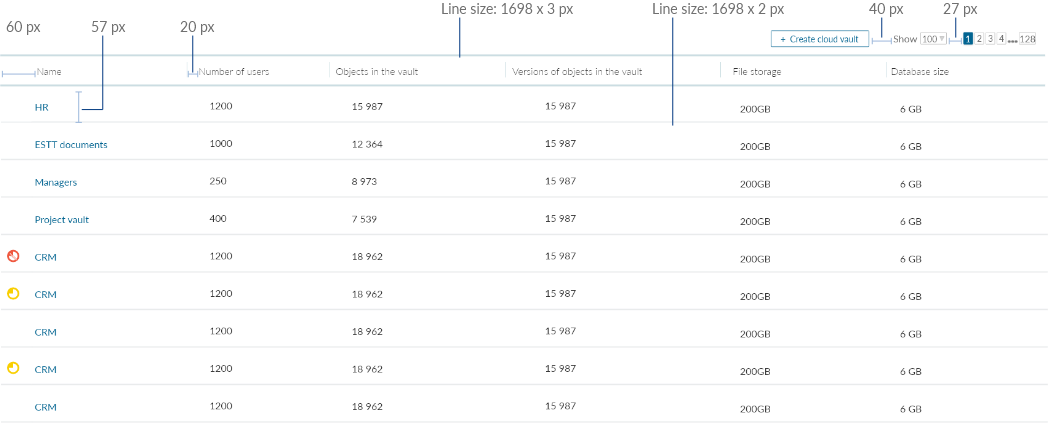 Line size: 1698 x 3 px Line size: 1698 x 2 px 40 px 27 px
60 px 57 px 20 px
+ Create cloud vault Show 100 1 2 3 4 ... 128
Name Number of users Objects in the vault Versions of objects in the vault File storage Database size
HR 1200 15 987 15 987 200GB 6 GB
ESTT documents 1000 12 364 15 987 200GB 6 GB
Managers 250 8 973 15 987 200GB 6 GB
Project vault 400 7 539 15 987 200GB 6 GB
CRM 1200 18 962 15 987 200GB 6 GB
CRM 1200 18 962 15 987 200GB 6 GB
CRM 1200 18 962 15 987 200GB 6 GB
CRM 1200 18 962 15 987 200GB 6 GB
CRM 1200 18 962 15 987 200GB 6 GB